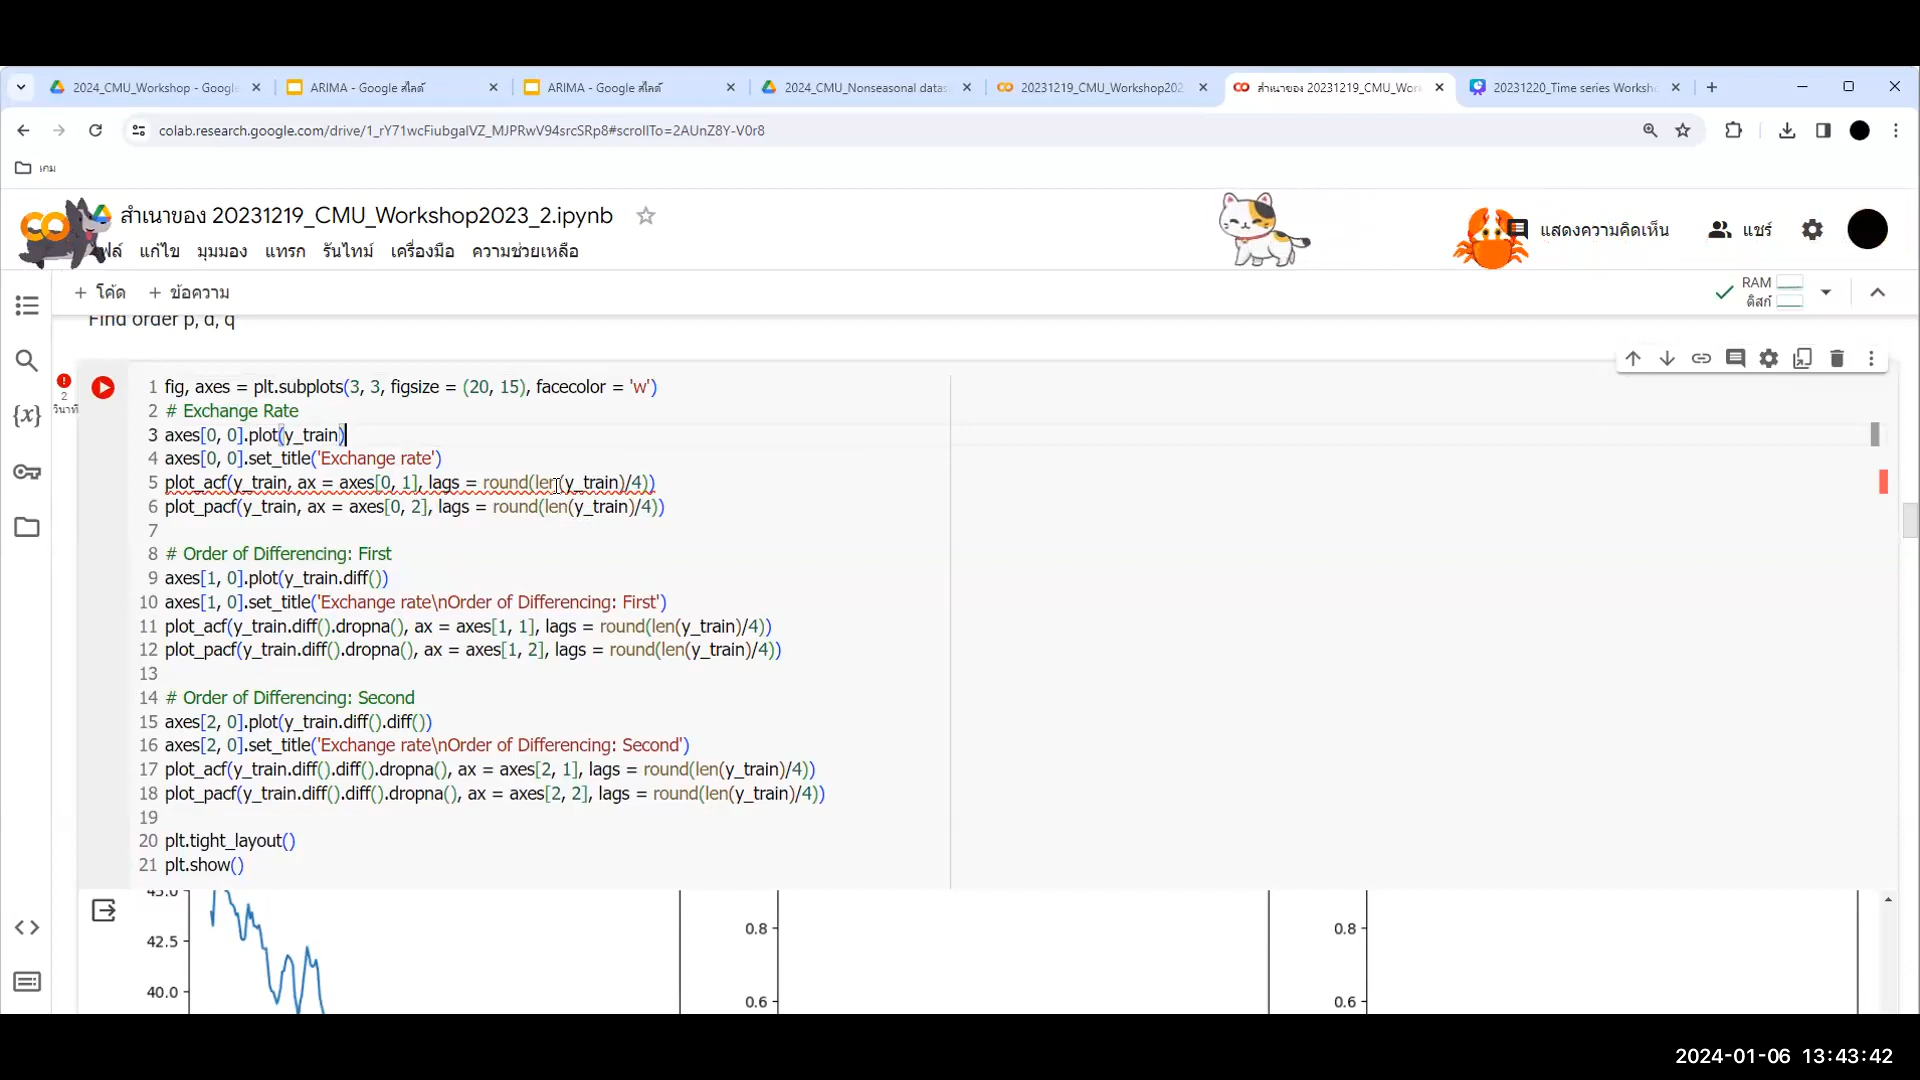 2024_CMU_Workshop - Google
ARIMA - Google สไลด์
ARIMA - Google สไลด์
2024_CMU_Nonseasonal datas
20231219_CMU_Workshop202
สำเนาของ 20231219_CMU_Work
20231220_Time series Worksho
colab.research.google.com/drive/1_rY71wcFiubgaIVZ_MJPRwV94srcSRp8#scrollTo=2AUnZ8Y-V0r8
เกม
สำเนาของ 20231219_CMU_Workshop2023_2.ipynb
แก้ไข มุมมอง แทรก รันไทม์ เครื่องมือ ความช่วยเหลือ
แสดงความคิดเห็น
แชร์
+ โค้ด + ข้อความ
RAM
ดิสก์
Find order p, d, q
2
วินาที
1 fig, axes = plt.subplots(3, 3, figsize = (20, 15), facecolor = 'w')
2 # Exchange Rate
3 axes[0, 0].plot(y_train)
4 axes[0, 0].set_title('Exchange rate')
5 plot_acf(y_train, ax = axes[0, 1], lags = round(len(y_train)/4))
6 plot_pacf(y_train, ax = axes[0, 2], lags = round(len(y_train)/4))
7
8 # Order of Differencing: First
9 axes[1, 0].plot(y_train.diff())
10 axes[1, 0].set_title('Exchange rate\nOrder of Differencing: First')
11 plot_acf(y_train.diff().dropna(), ax = axes[1, 1], lags = round(len(y_train)/4))
12 plot_pacf(y_train.diff().dropna(), ax = axes[1, 2], lags = round(len(y_train)/4))
13
14 # Order of Differencing: Second
15 axes[2, 0].plot(y_train.diff().diff())
16 axes[2, 0].set_title('Exchange rate\nOrder of Differencing: Second')
17 plot_acf(y_train.diff().diff().dropna(), ax = axes[2, 1], lags = round(len(y_train)/4))
18 plot_pacf(y_train.diff().diff().dropna(), ax = axes[2, 2], lags = round(len(y_train)/4))
19
20 plt.tight_layout()
21 plt.show()
45.0
42.5
0.8
0.8
40.0
0.6
0.6
2024-01-06 13:43:42